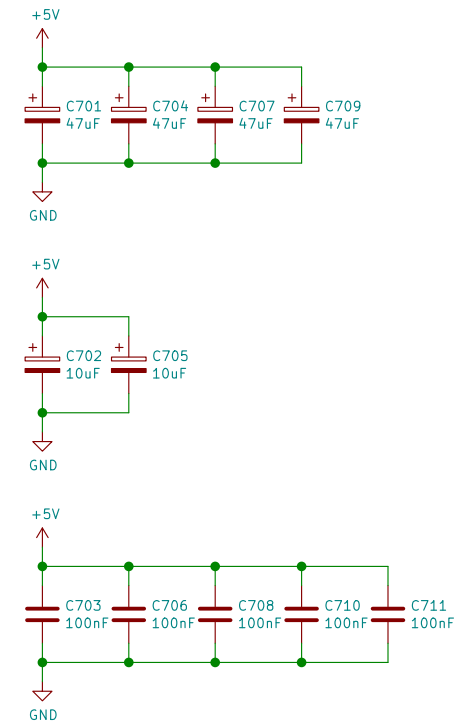 +5V
+ C701 + C704 + C707 + C709
47uF 47uF 47uF 47uF
GND
+5V
+ C702 + C705
10uF 10uF
GND
+5V
C703 C706 C708 C710 C711
100nF 100nF 100nF 100nF 100nF
GND